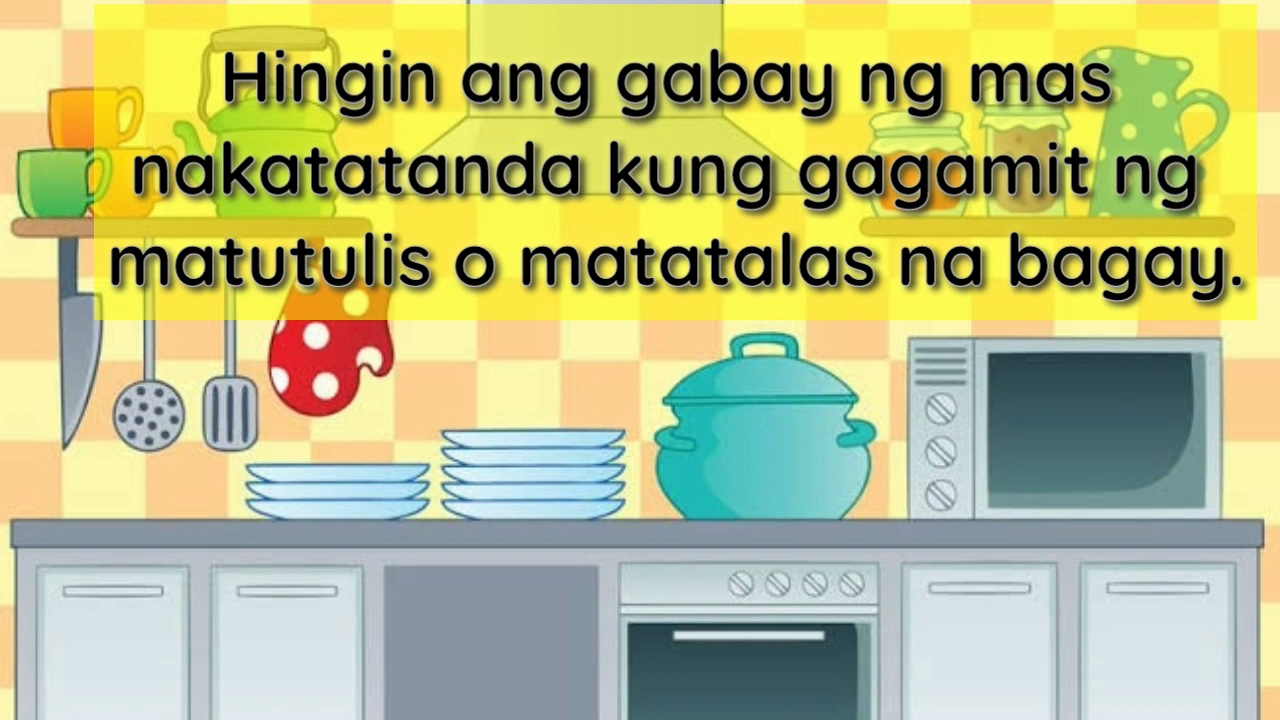 Hingin ang gabay ng mas
nakatatanda kung gagamit ng
matutulis o matatalas na bagay.